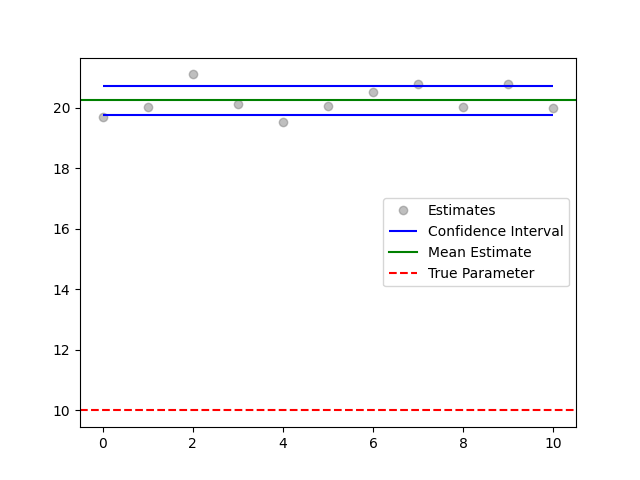 20
18
16
14
12
10
Estimates
Confidence Interval
Mean Estimate
True Parameter
0 2 4 6 8 10